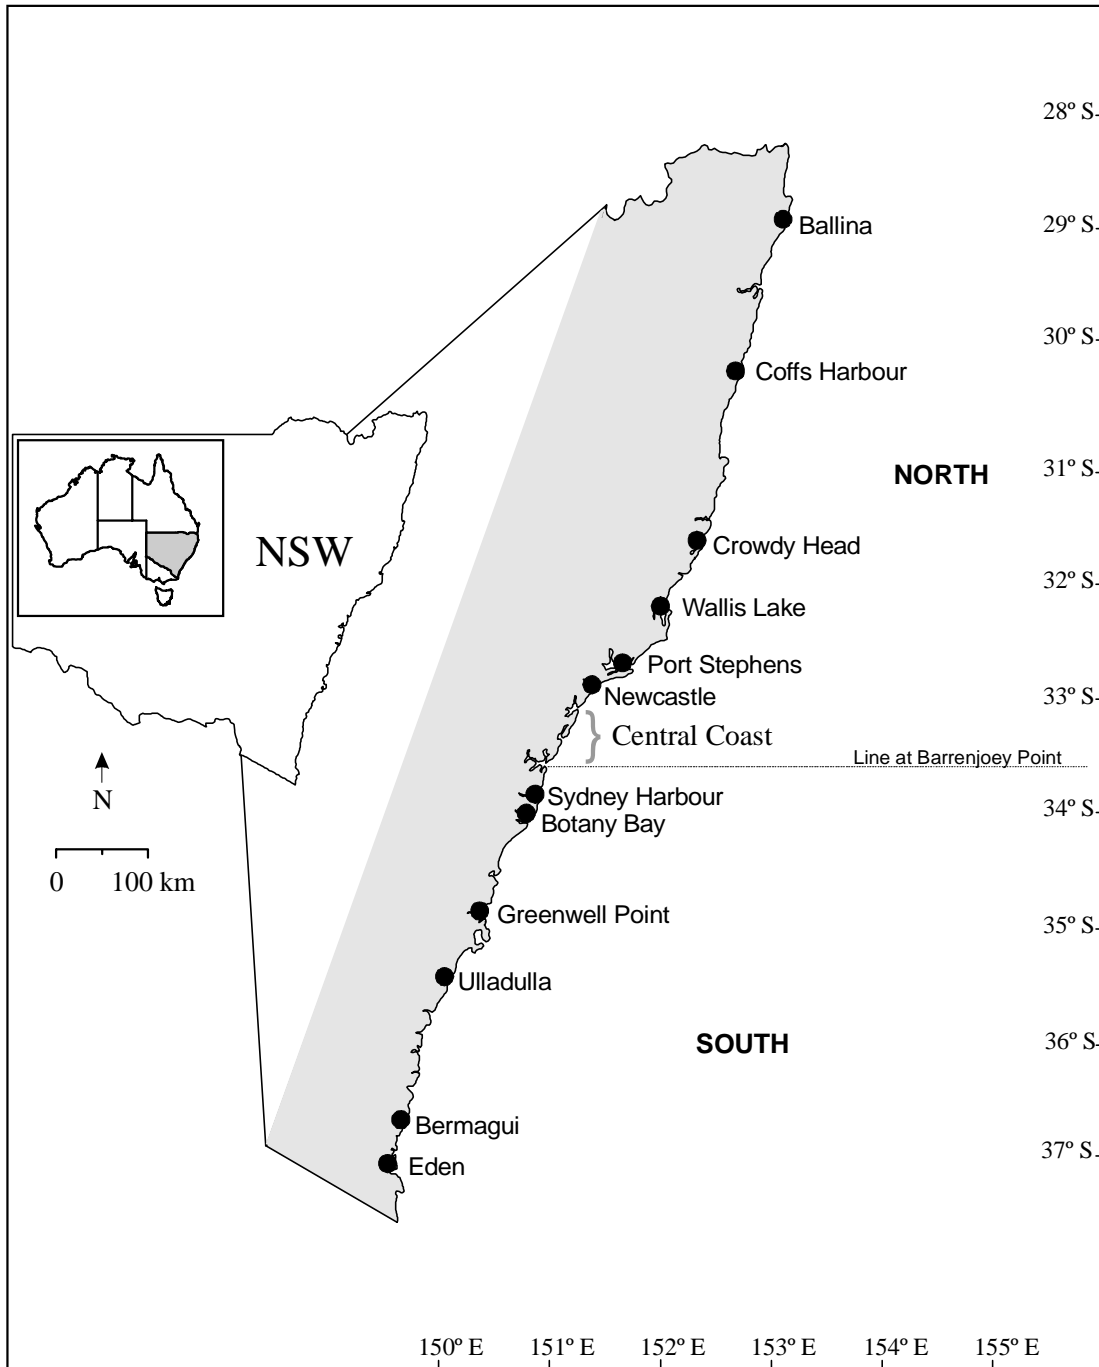 28º S
Ballina
29º S
30º S
Coffs Harbour
31º S
NORTH
NSW
Crowdy Head
32º S
Wallis Lake
Port Stephens
Newcastle
33º S
Central Coast
Line at Barrenjoey Point
N
Sydney Harbour
34º S
Botany Bay
0 100 km
Greenwell Point
35º S
Ulladulla
SOUTH
36º S
Bermagui
37º S
Eden
150º E 151º E 152º E 153º E 154º E 155º E